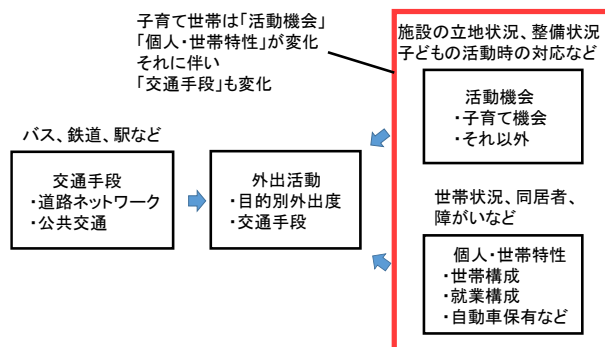 子育て世帯は「活動機会」
「個人・世帯特性」が変化
それに伴い
「交通手段」も変化
施設の立地状況、整備状況
子どもの活動時の対応など
活動機会
・子育て機会
・それ以外
バス、鉄道、駅など
交通手段
・道路ネットワーク
・公共交通
外出活動
・目的別外出度
・交通手段
世帯状況、同居者、
障がいなど
個人・世帯特性
・世帯構成
・就業構成
・自動車保有など